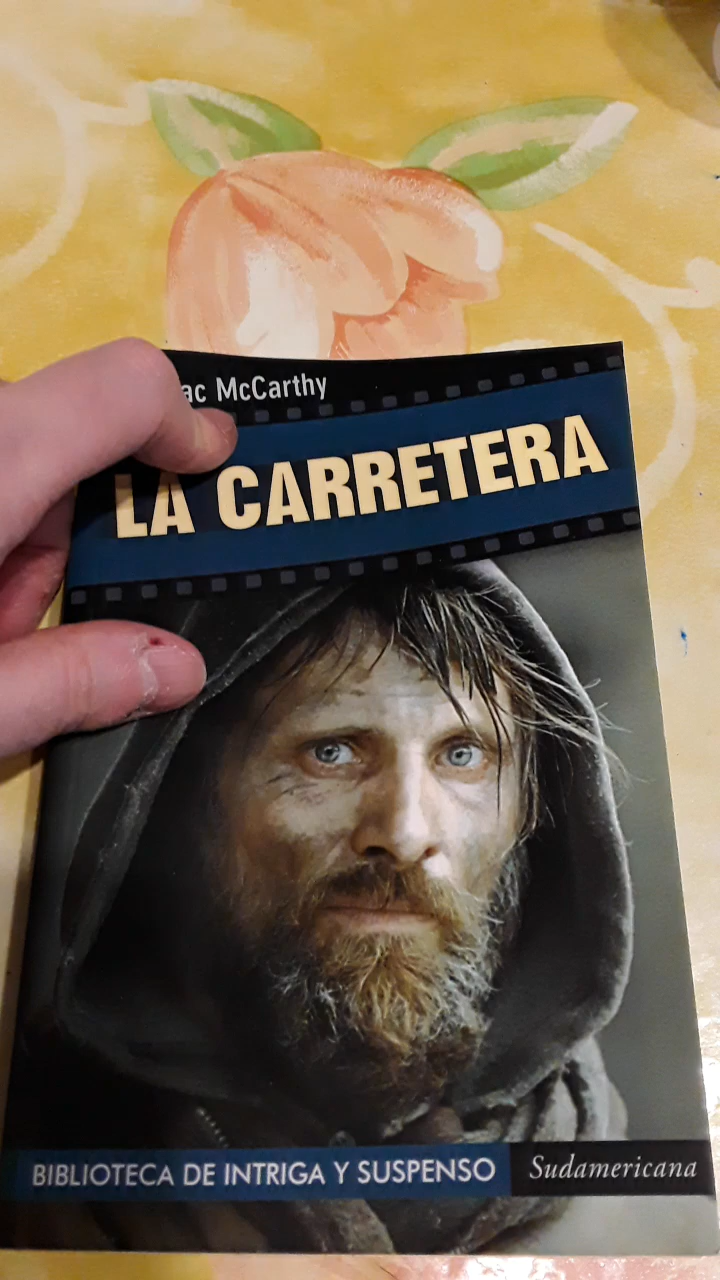 ac McCarthy
LA CARRETERA
BIBLIOTECA DE INTRIGA Y SUSPENSO
Sudamericana